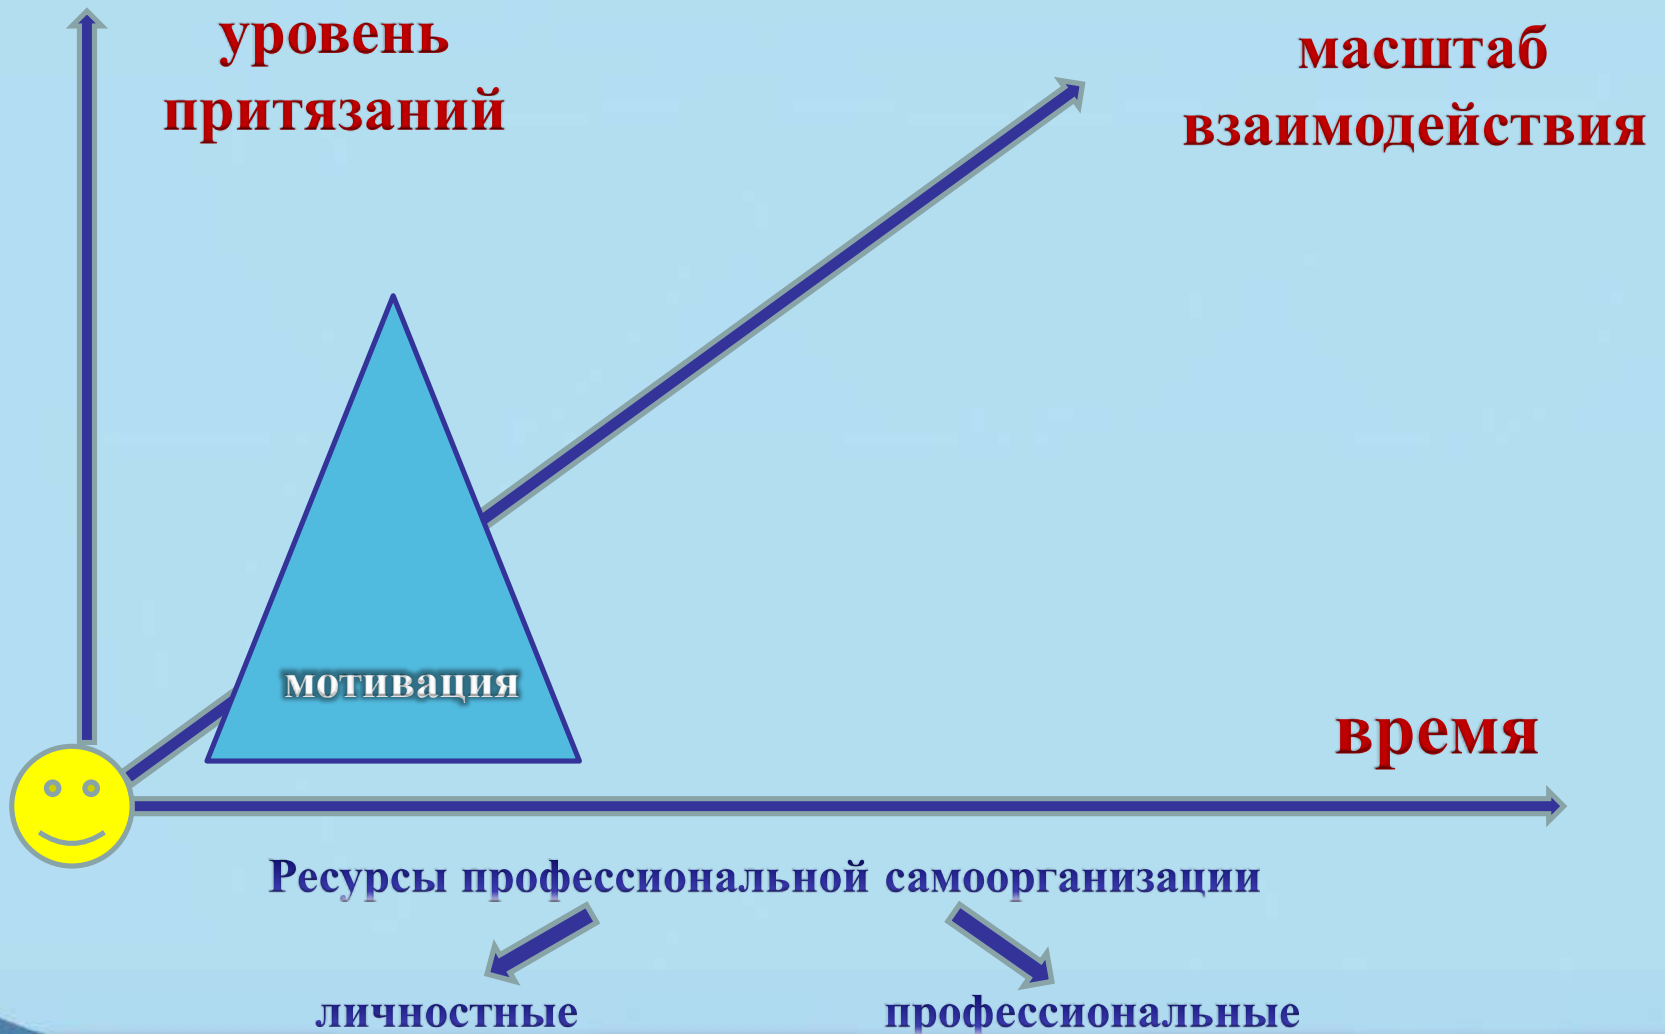 уровень
притязаний
масштаб
взаимодействия
мотивация
время
Ресурсы профессиональной самоорганизации
личностные
профессиональные